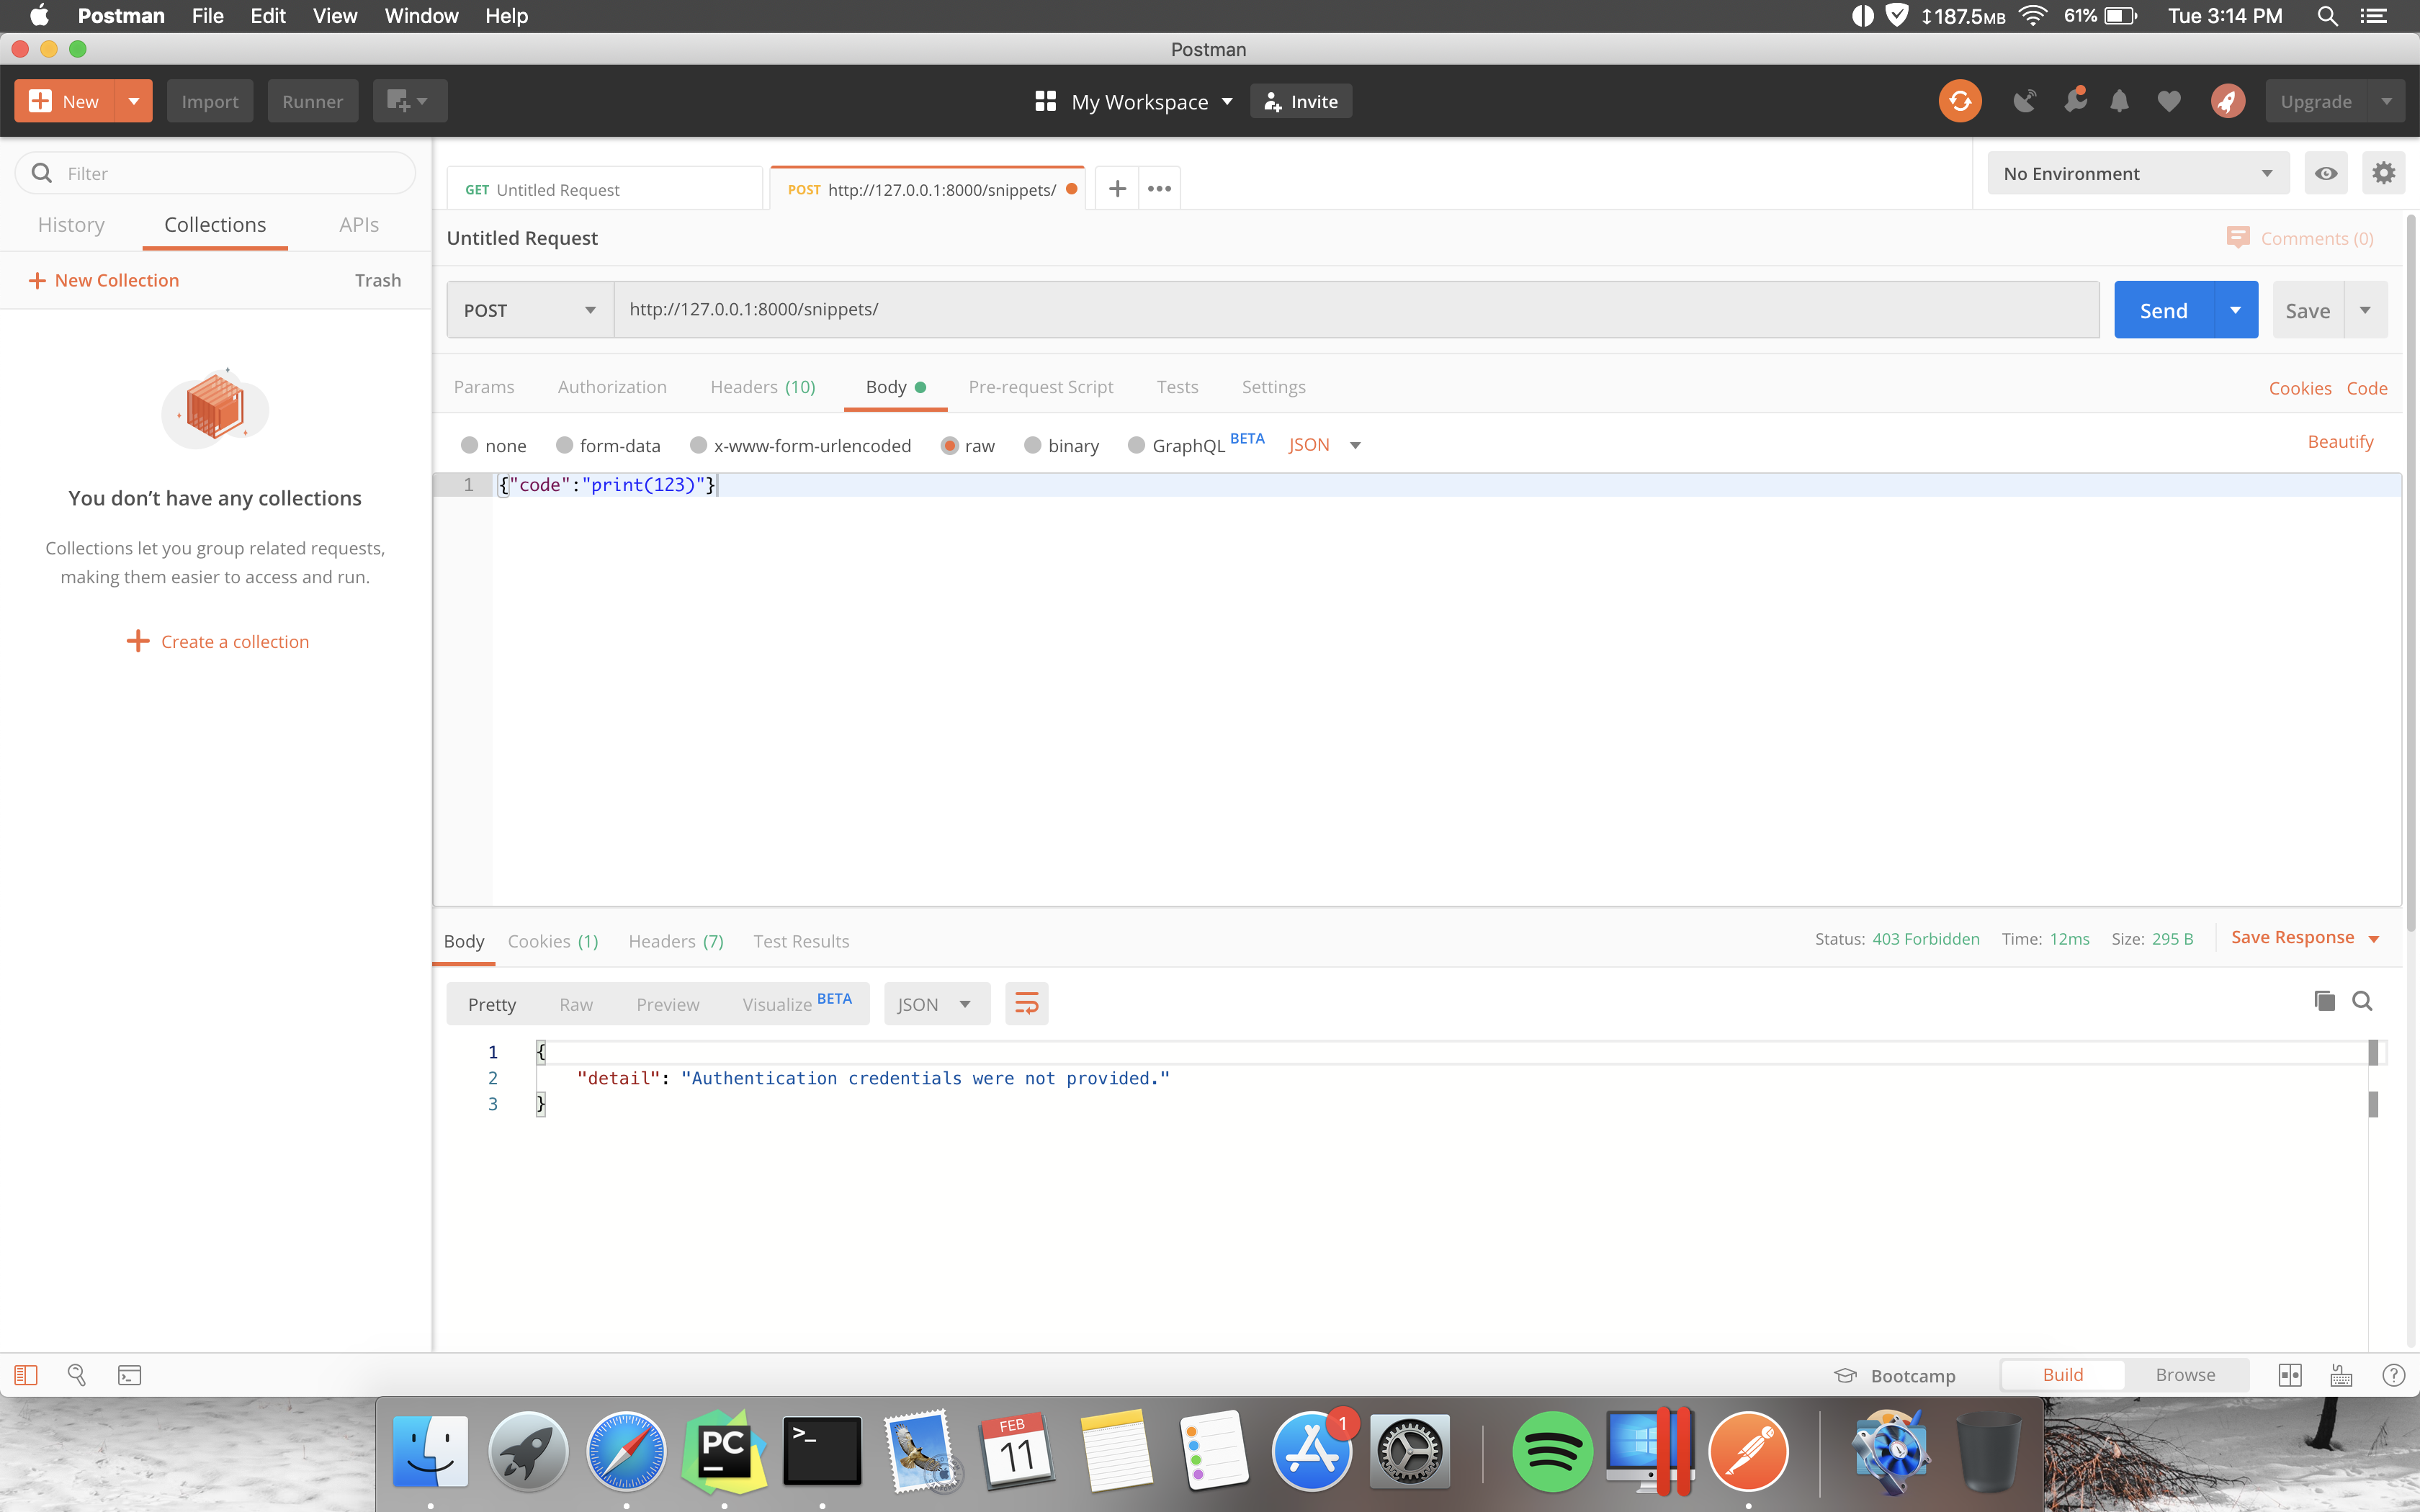 Postman File Edit View Window Help
↕187.5MB 61% Tue 3:14 PM
Postman
New Import Runner My Workspace Invite Upgrade
Filter
GET Untitled Request POST http://127.0.0.1:8000/snippets/ No Environment
History Collections APIs
Untitled Request Comments (0)
New Collection Trash
POST http://127.0.0.1:8000/snippets/ Send Save
Params Authorization Headers (10) Body Pre-request Script Tests Settings Cookies Code
none form-data x-www-form-urlencoded raw binary GraphQL BETA JSON Beautify
1 {"code":"print(123)"}
You don’t have any collections
Collections let you group related requests,
making them easier to access and run.
Create a collection
Body Cookies (1) Headers (7) Test Results Status: 403 Forbidden Time: 12ms Size: 295 B Save Response
Pretty Raw Preview Visualize BETA JSON
1 {
2 "detail": "Authentication credentials were not provided."
3 }
Bootcamp Build Browse
PC
>_
FEB
11
1